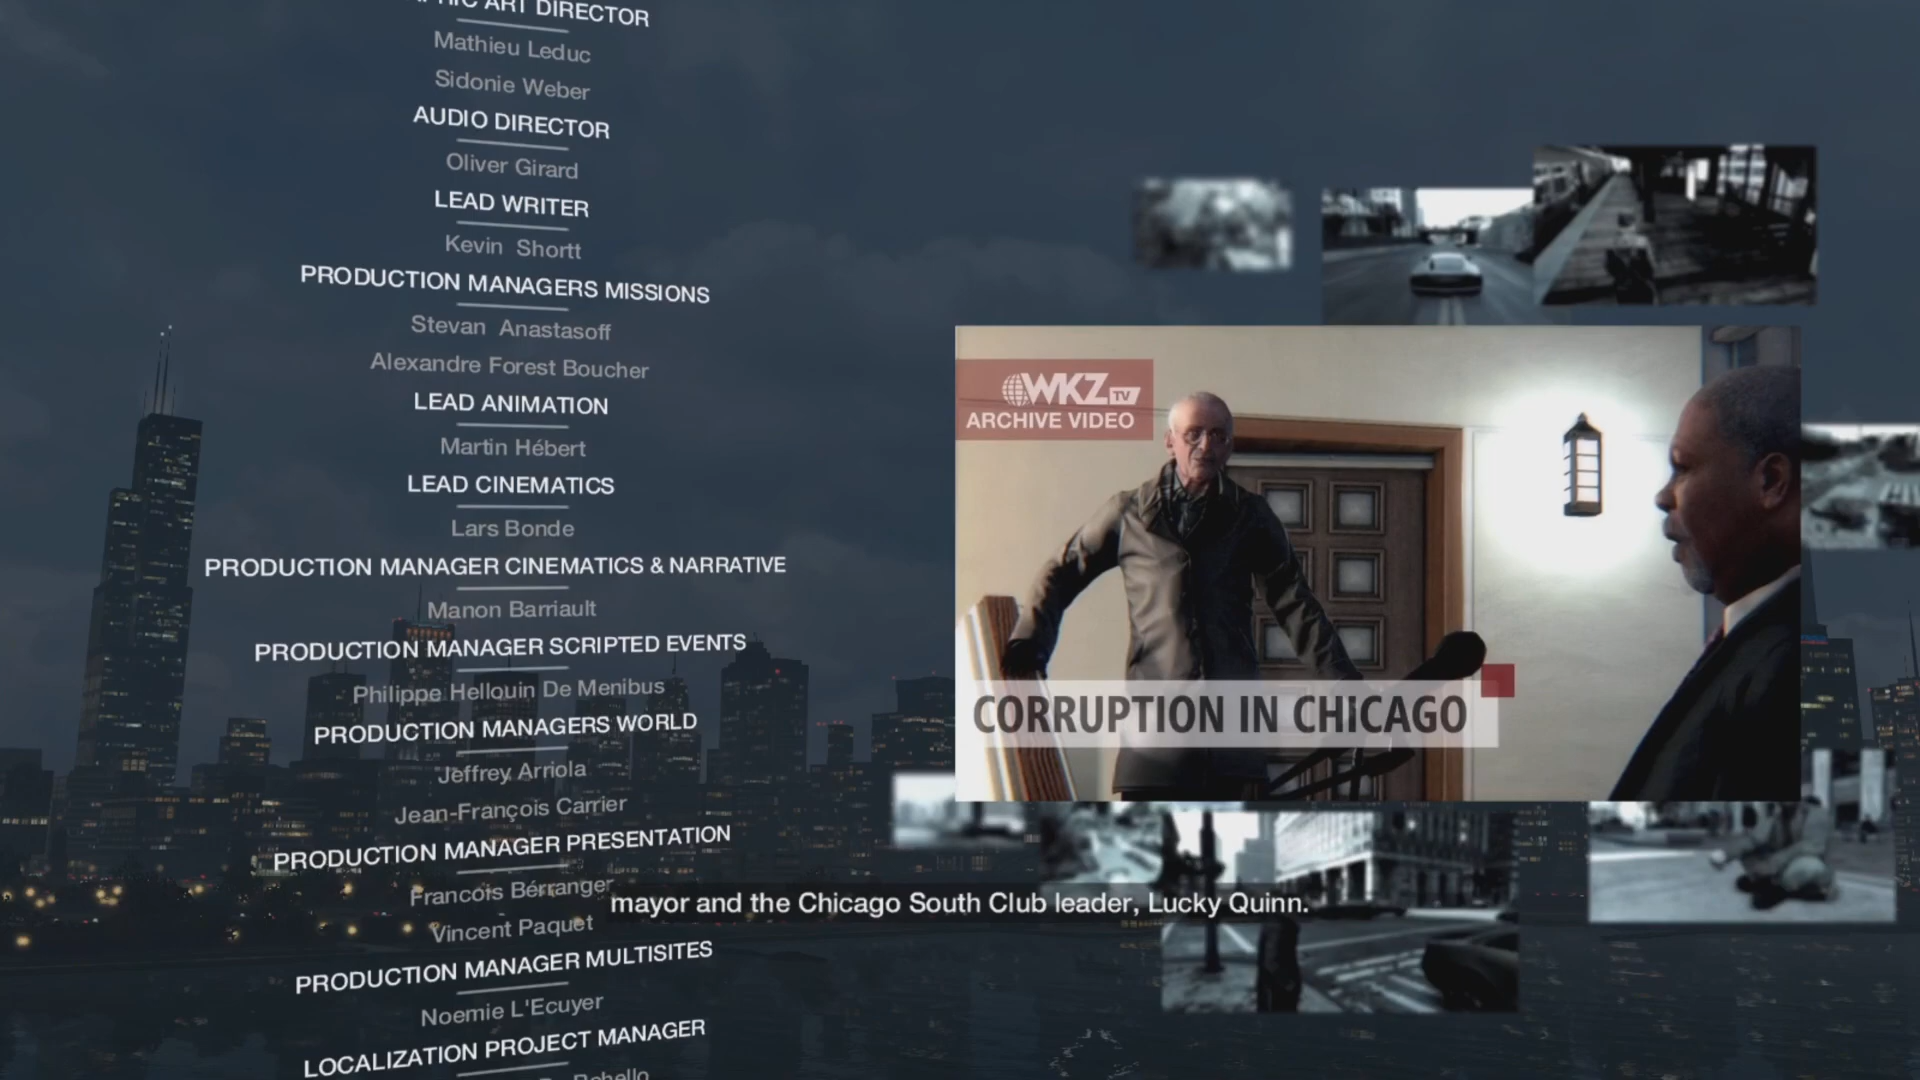 ART DIRECTOR
Mathieu Leduc
Sidonie Weber
AUDIO DIRECTOR
Oliver Girard
LEAD WRITER
Kevin Shortt
PRODUCTION MANAGERS MISSIONS
Stevan Anastasoff
Alexandre Forest Boucher
LEAD ANIMATION
Martin Hébert
LEAD CINEMATICS
Lars Bonde
PRODUCTION MANAGER CINEMATICS & NARRATIVE
Manon Barriault
PRODUCTION MANAGER SCRIPTED EVENTS
Philippe Hellouin De Menibus
PRODUCTION MANAGERS WORLD
Jeffrey Arriola
Jean-François Carrier
PRODUCTION MANAGER PRESENTATION
Francois Bérranger
Vincent Paquet
PRODUCTION MANAGER MULTISITES
Noemie L'Ecuyer
LOCALIZATION PROJECT MANAGER
WKZ TV
ARCHIVE VIDEO
CORRUPTION IN CHICAGO
mayor and the Chicago South Club leader, Lucky Quinn.